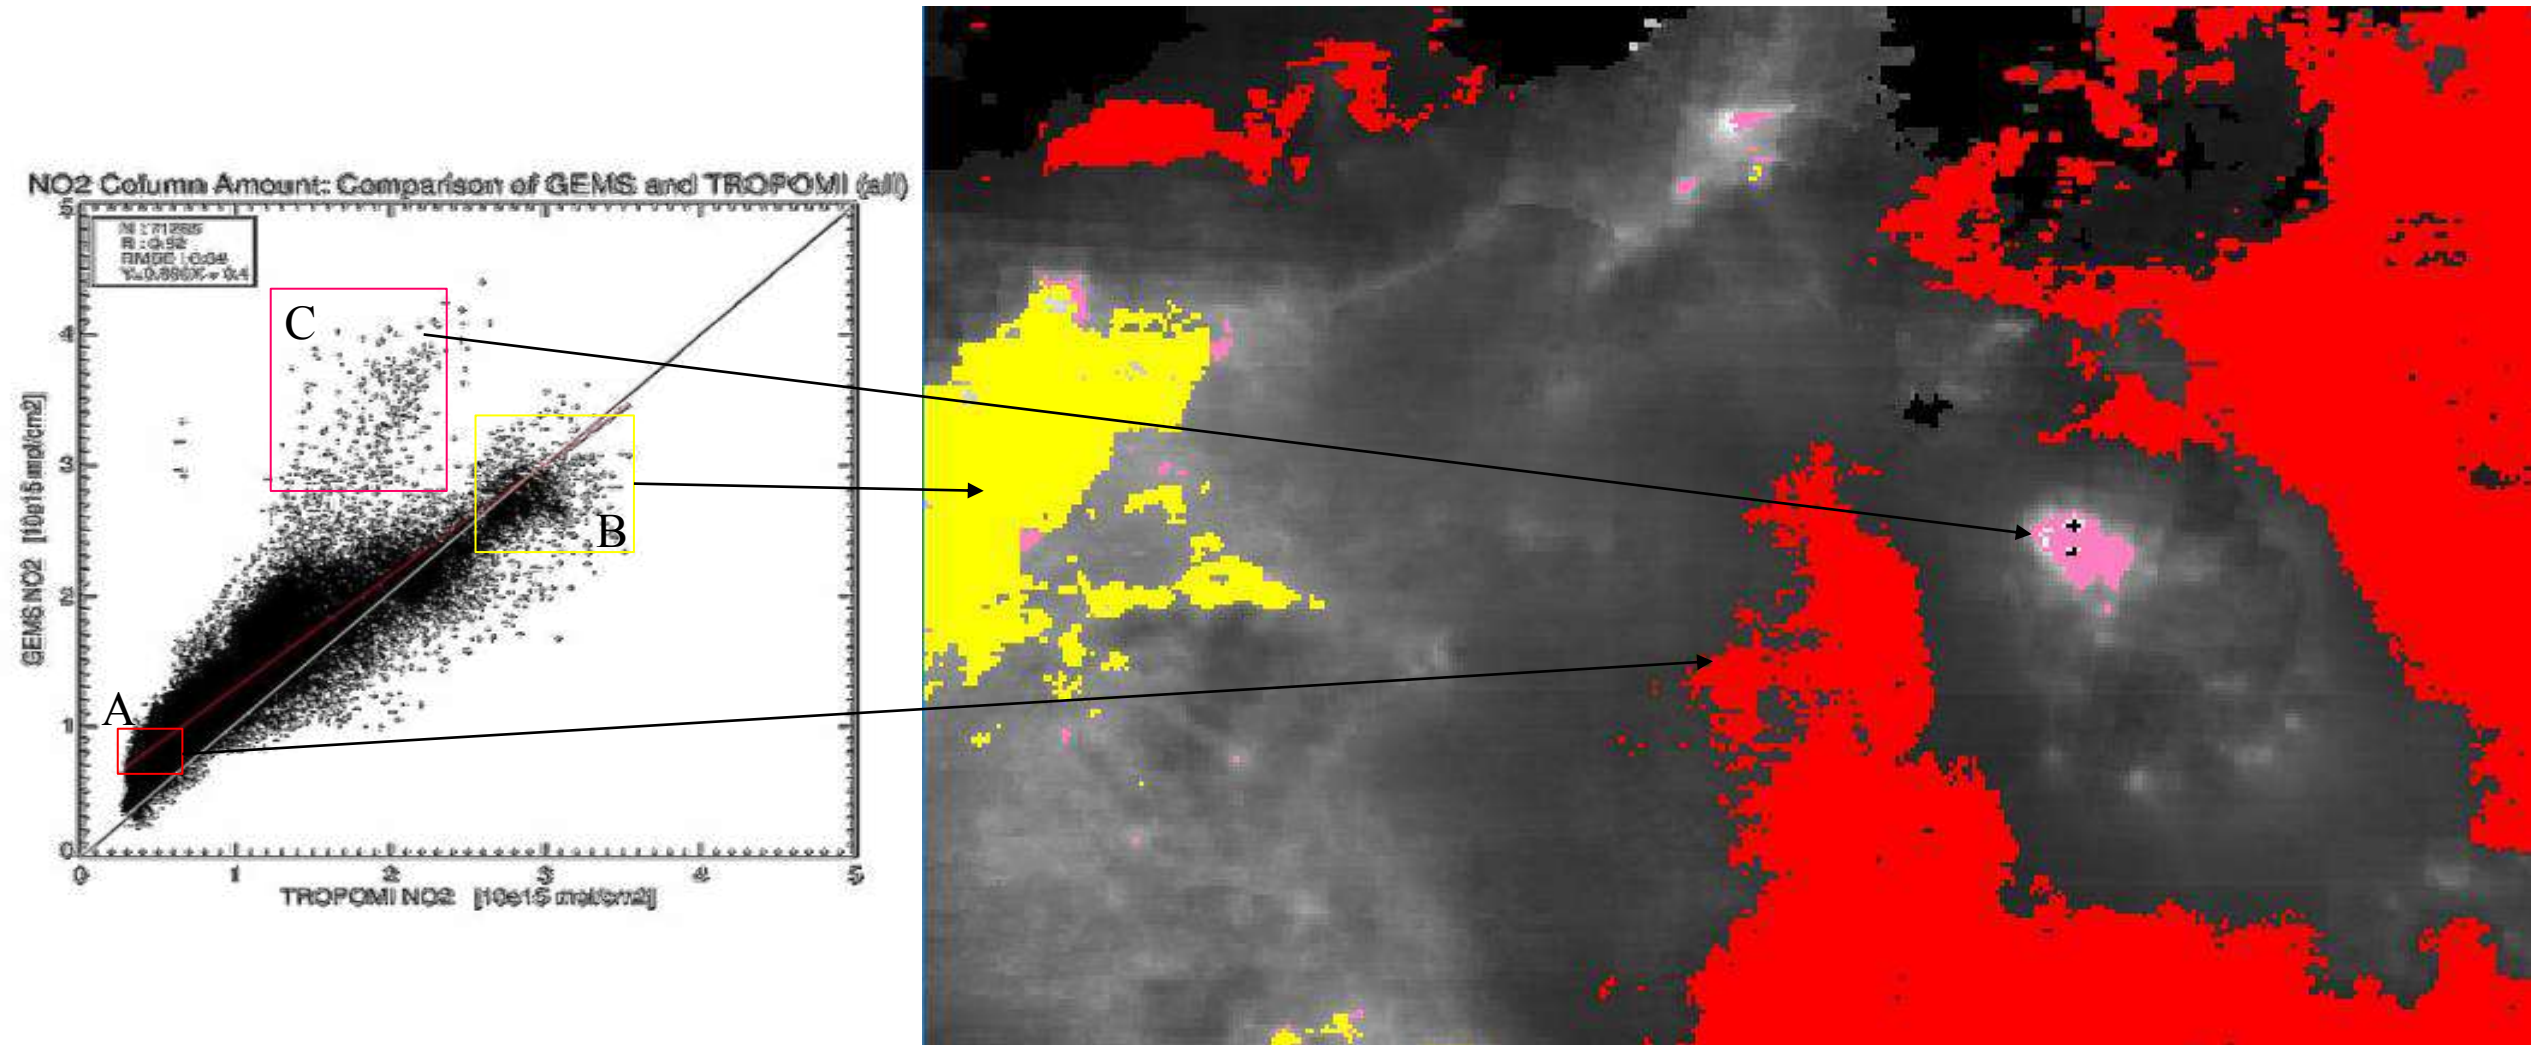 NO2 Column Amount: Comparison of GEMS and TROPOMI (all)
5
4
3
2
1
0
GEMS NO2 [10e15 mol/cm2]
C
B
A
0 1 2 3 4 5
TROPOMI NO2 [10e15 mol/cm2]